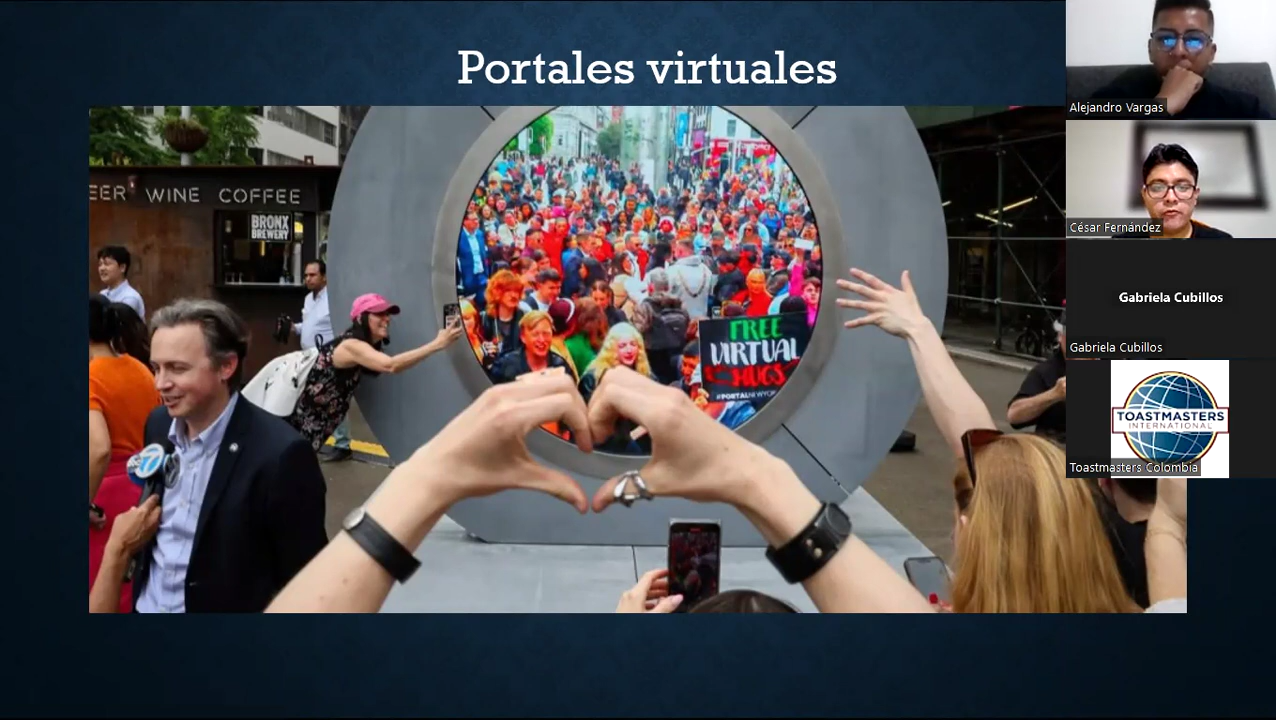 Portales virtuales
EER WINE COFFEE
BRONX
BREWERY
7
FREE
VIRTUAL
HUGS
#PORTALNEWYOR
Alejandro Vargas
César Fernández
Gabriela Cubillos
Gabriela Cubillos
TOASTMASTERS
INTERNATIONAL
Toastmasters Colombia